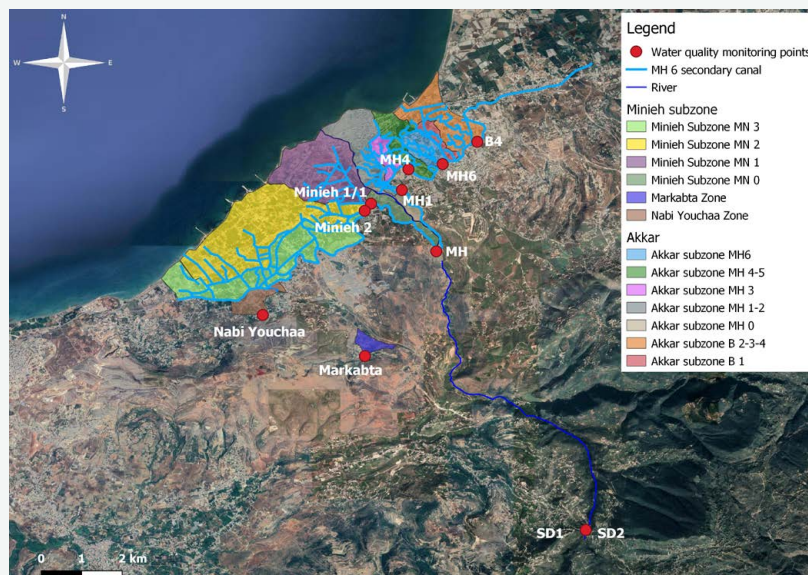 N
W
E
S
Legend
Water quality monitoring points
MH 6 secondary canal
River
Minieh subzone
Minieh Subzone MN 3
Minieh Subzone MN 2
Minieh Subzone MN 1
Minieh Subzone MN 0
Markabta Zone
Nabi Youchaa Zone
Akkar
Akkar subzone MH6
Akkar subzone MH 4-5
Akkar subzone MH 3
Akkar subzone MH 1-2
Akkar subzone MH 0
Akkar subzone B 2-3-4
Akkar subzone B 1
B4
MH4
MH6
Minieh 1/1
MH1
Minieh 2
MH
Nabi Youchaa
Markabta
SD1
SD2
0 1 2 km